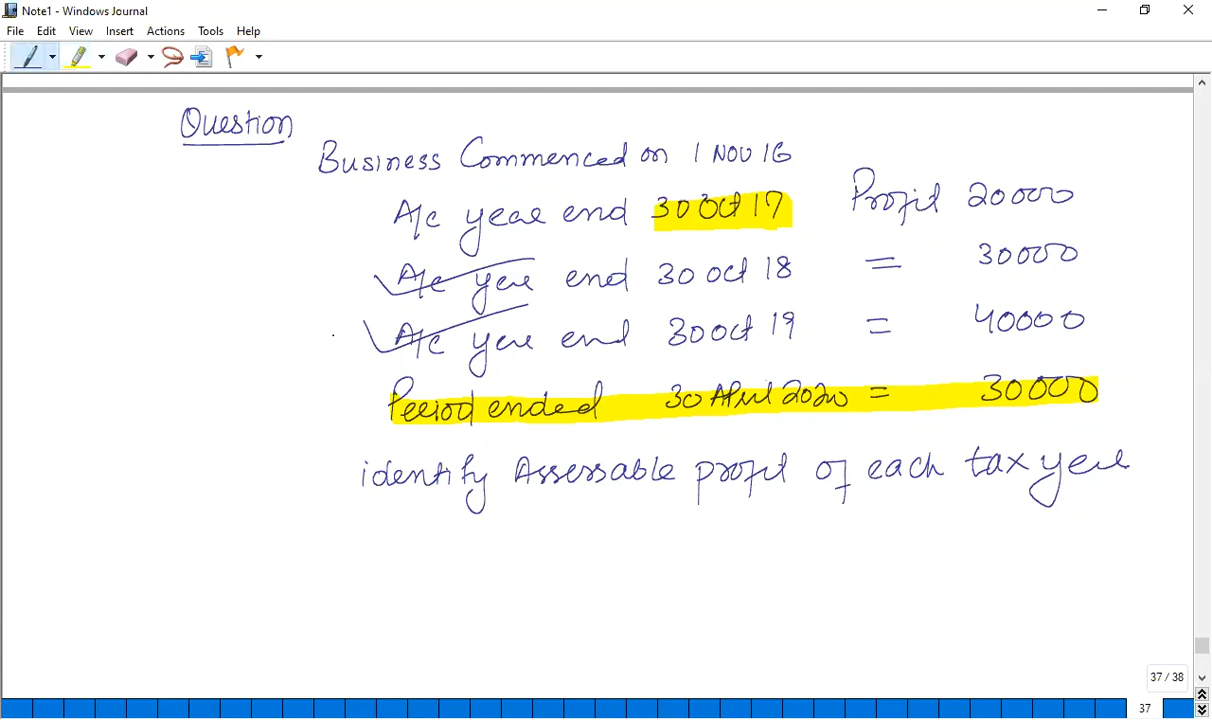 Note1 - Windows Journal
File Edit View Insert Actions Tools Help
Question
Business Commenced on 1 NOV 16
A/c year end 30 Oct 17 Profit 20000
A/c year end 30 Oct 18 = 30000
A/c year end 30 Oct 19 = 40000
Period ended 30 April 2020 = 30000
identify Assessable profit of each tax year
37 / 38
37